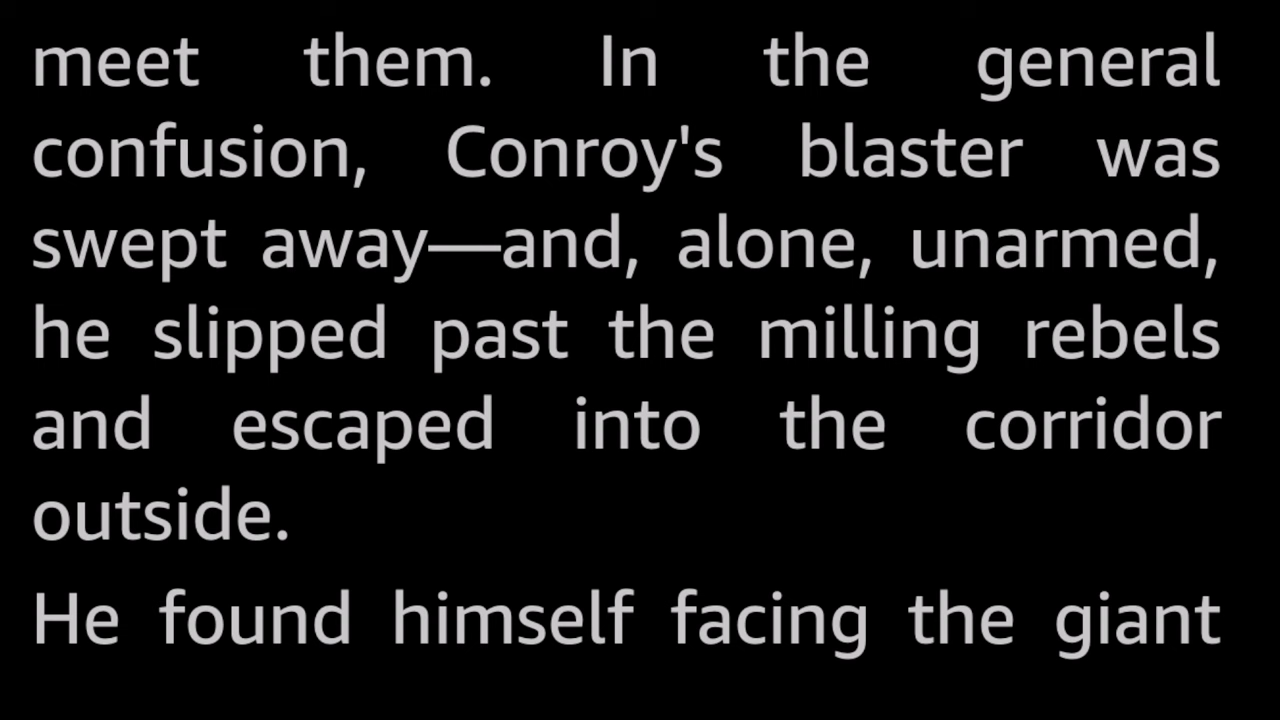 meet them. In the general
confusion, Conroy's blaster was
swept away—and, alone, unarmed,
he slipped past the milling rebels
and escaped into the corridor
outside.
He found himself facing the giant